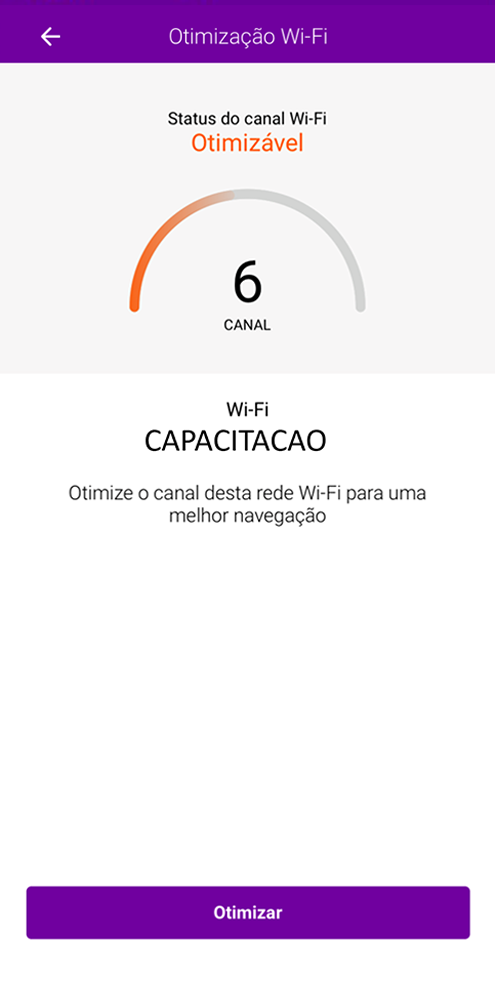 Otimização Wi-Fi
Status do canal Wi-Fi
Otimizável
6
CANAL
Wi-Fi
CAPACITACAO
Otimize o canal desta rede Wi-Fi para uma
melhor navegação
Otimizar